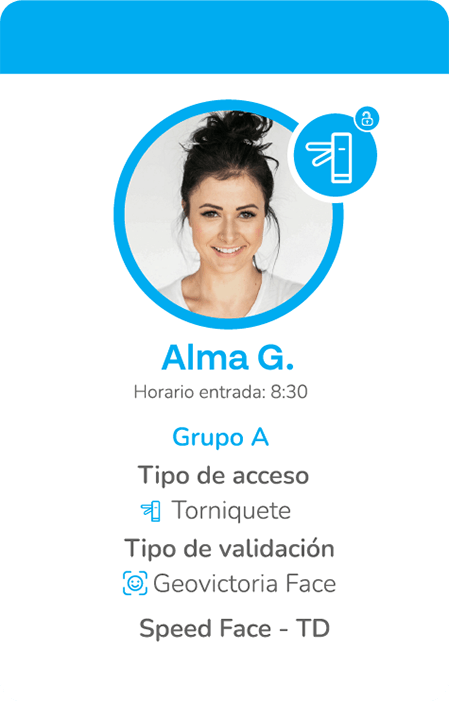 Alma G.
Horario entrada: 8:30
Grupo A
Tipo de acceso
Torniquete
Tipo de validación
Geovictoria Face
Speed Face - TD